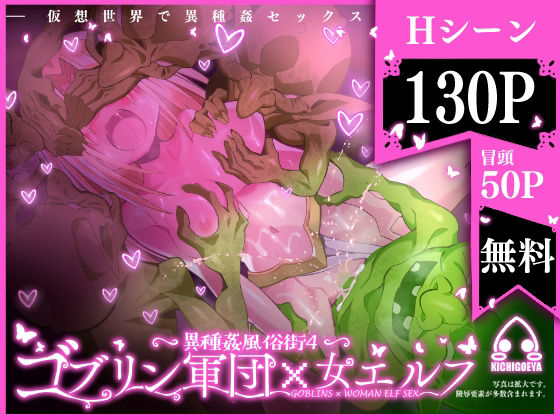 ― 仮想世界で異種姦セックス
Hシーン
130P
冒頭
50P
無料
～異種姦風俗街4～
ゴブリン軍団×女エルフ
GOBLINS × WOMAN ELF SEX
KICHIGOEYA
写真は拡大です。
陵辱要素が多数含まれます。